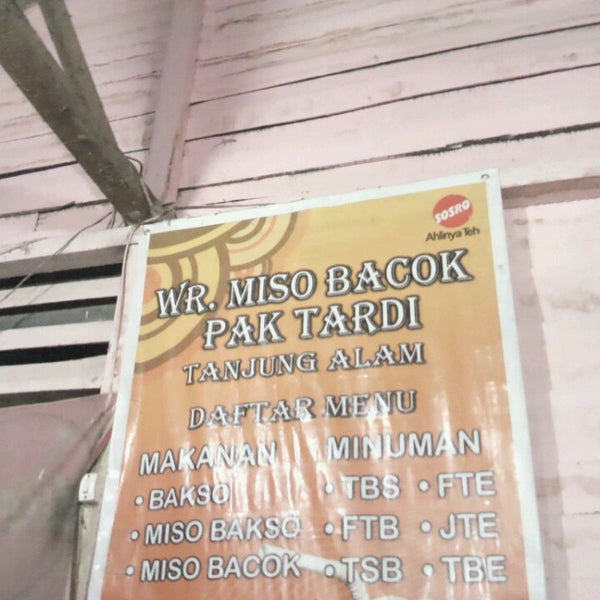 SOSRO
Ahlinya Teh
WR. MISO BACOK
PAK TARDI
TANJUNG ALAM
DAFTAR MENU
MAKANAN MINUMAN
• BAKSO • TBS • FTE
• MISO BAKSO • FTB • JTE
• MISO BACOK • TSB • TBE